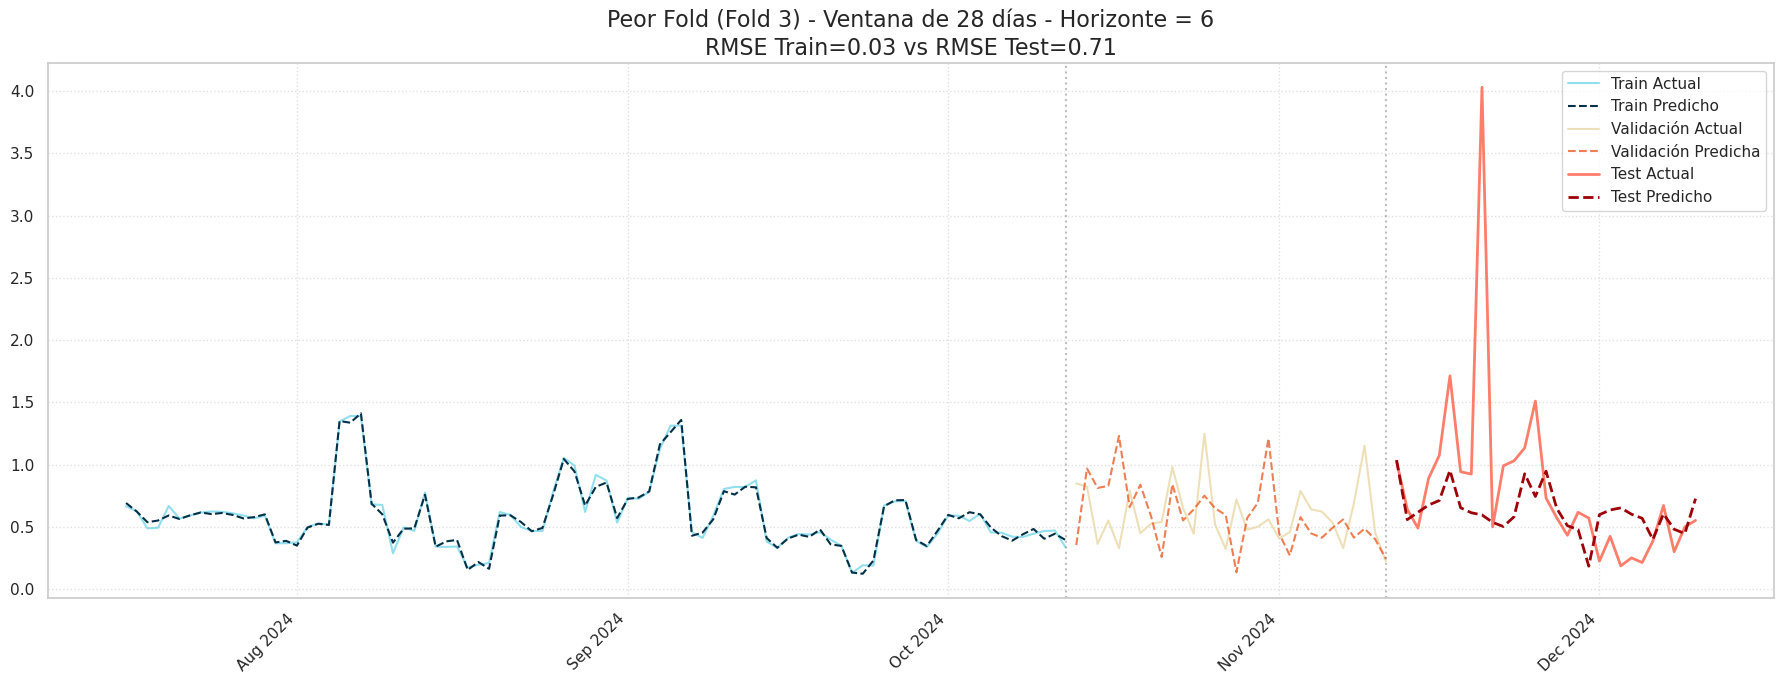 Peor Fold (Fold 3) - Ventana de 28 días - Horizonte = 6
RMSE Train=0.03 vs RMSE Test=0.71
Train Actual
Train Predicho
Validación Actual
Validación Predicha
Test Actual
Test Predicho
4.0
3.5
3.0
2.5
2.0
1.5
1.0
0.5
0.0
Aug 2024
Sep 2024
Oct 2024
Nov 2024
Dec 2024